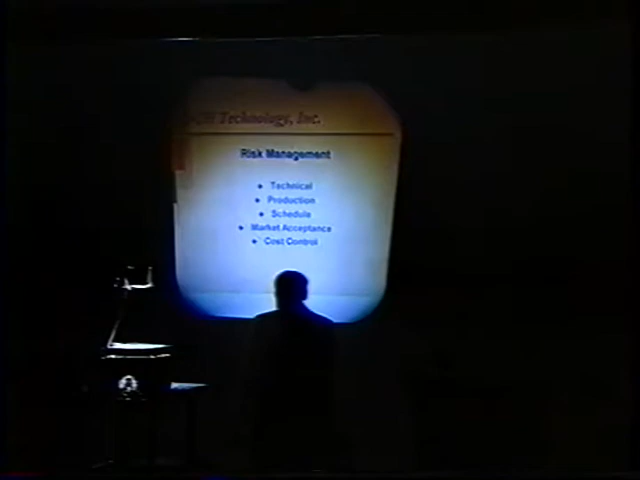 Technology, Inc.
Risk Management
• Technical
• Production
• Schedule
• Market Acceptance
• Cost Control